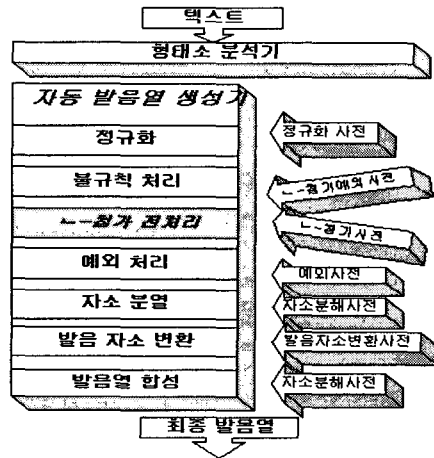 텍스트
형태소 분석기
자동 발음열 생성기
정규화
정규화 사전
불규칙 처리
ㄴ-첨가예외사전
ㄴ-첨가 전처리
ㄴ-첨가사전
예외 처리
예외사전
자소 분열
자소분해사전
발음 자소 변환
발음자소변환사전
발음열 합성
자소분해사전
최종 발음열